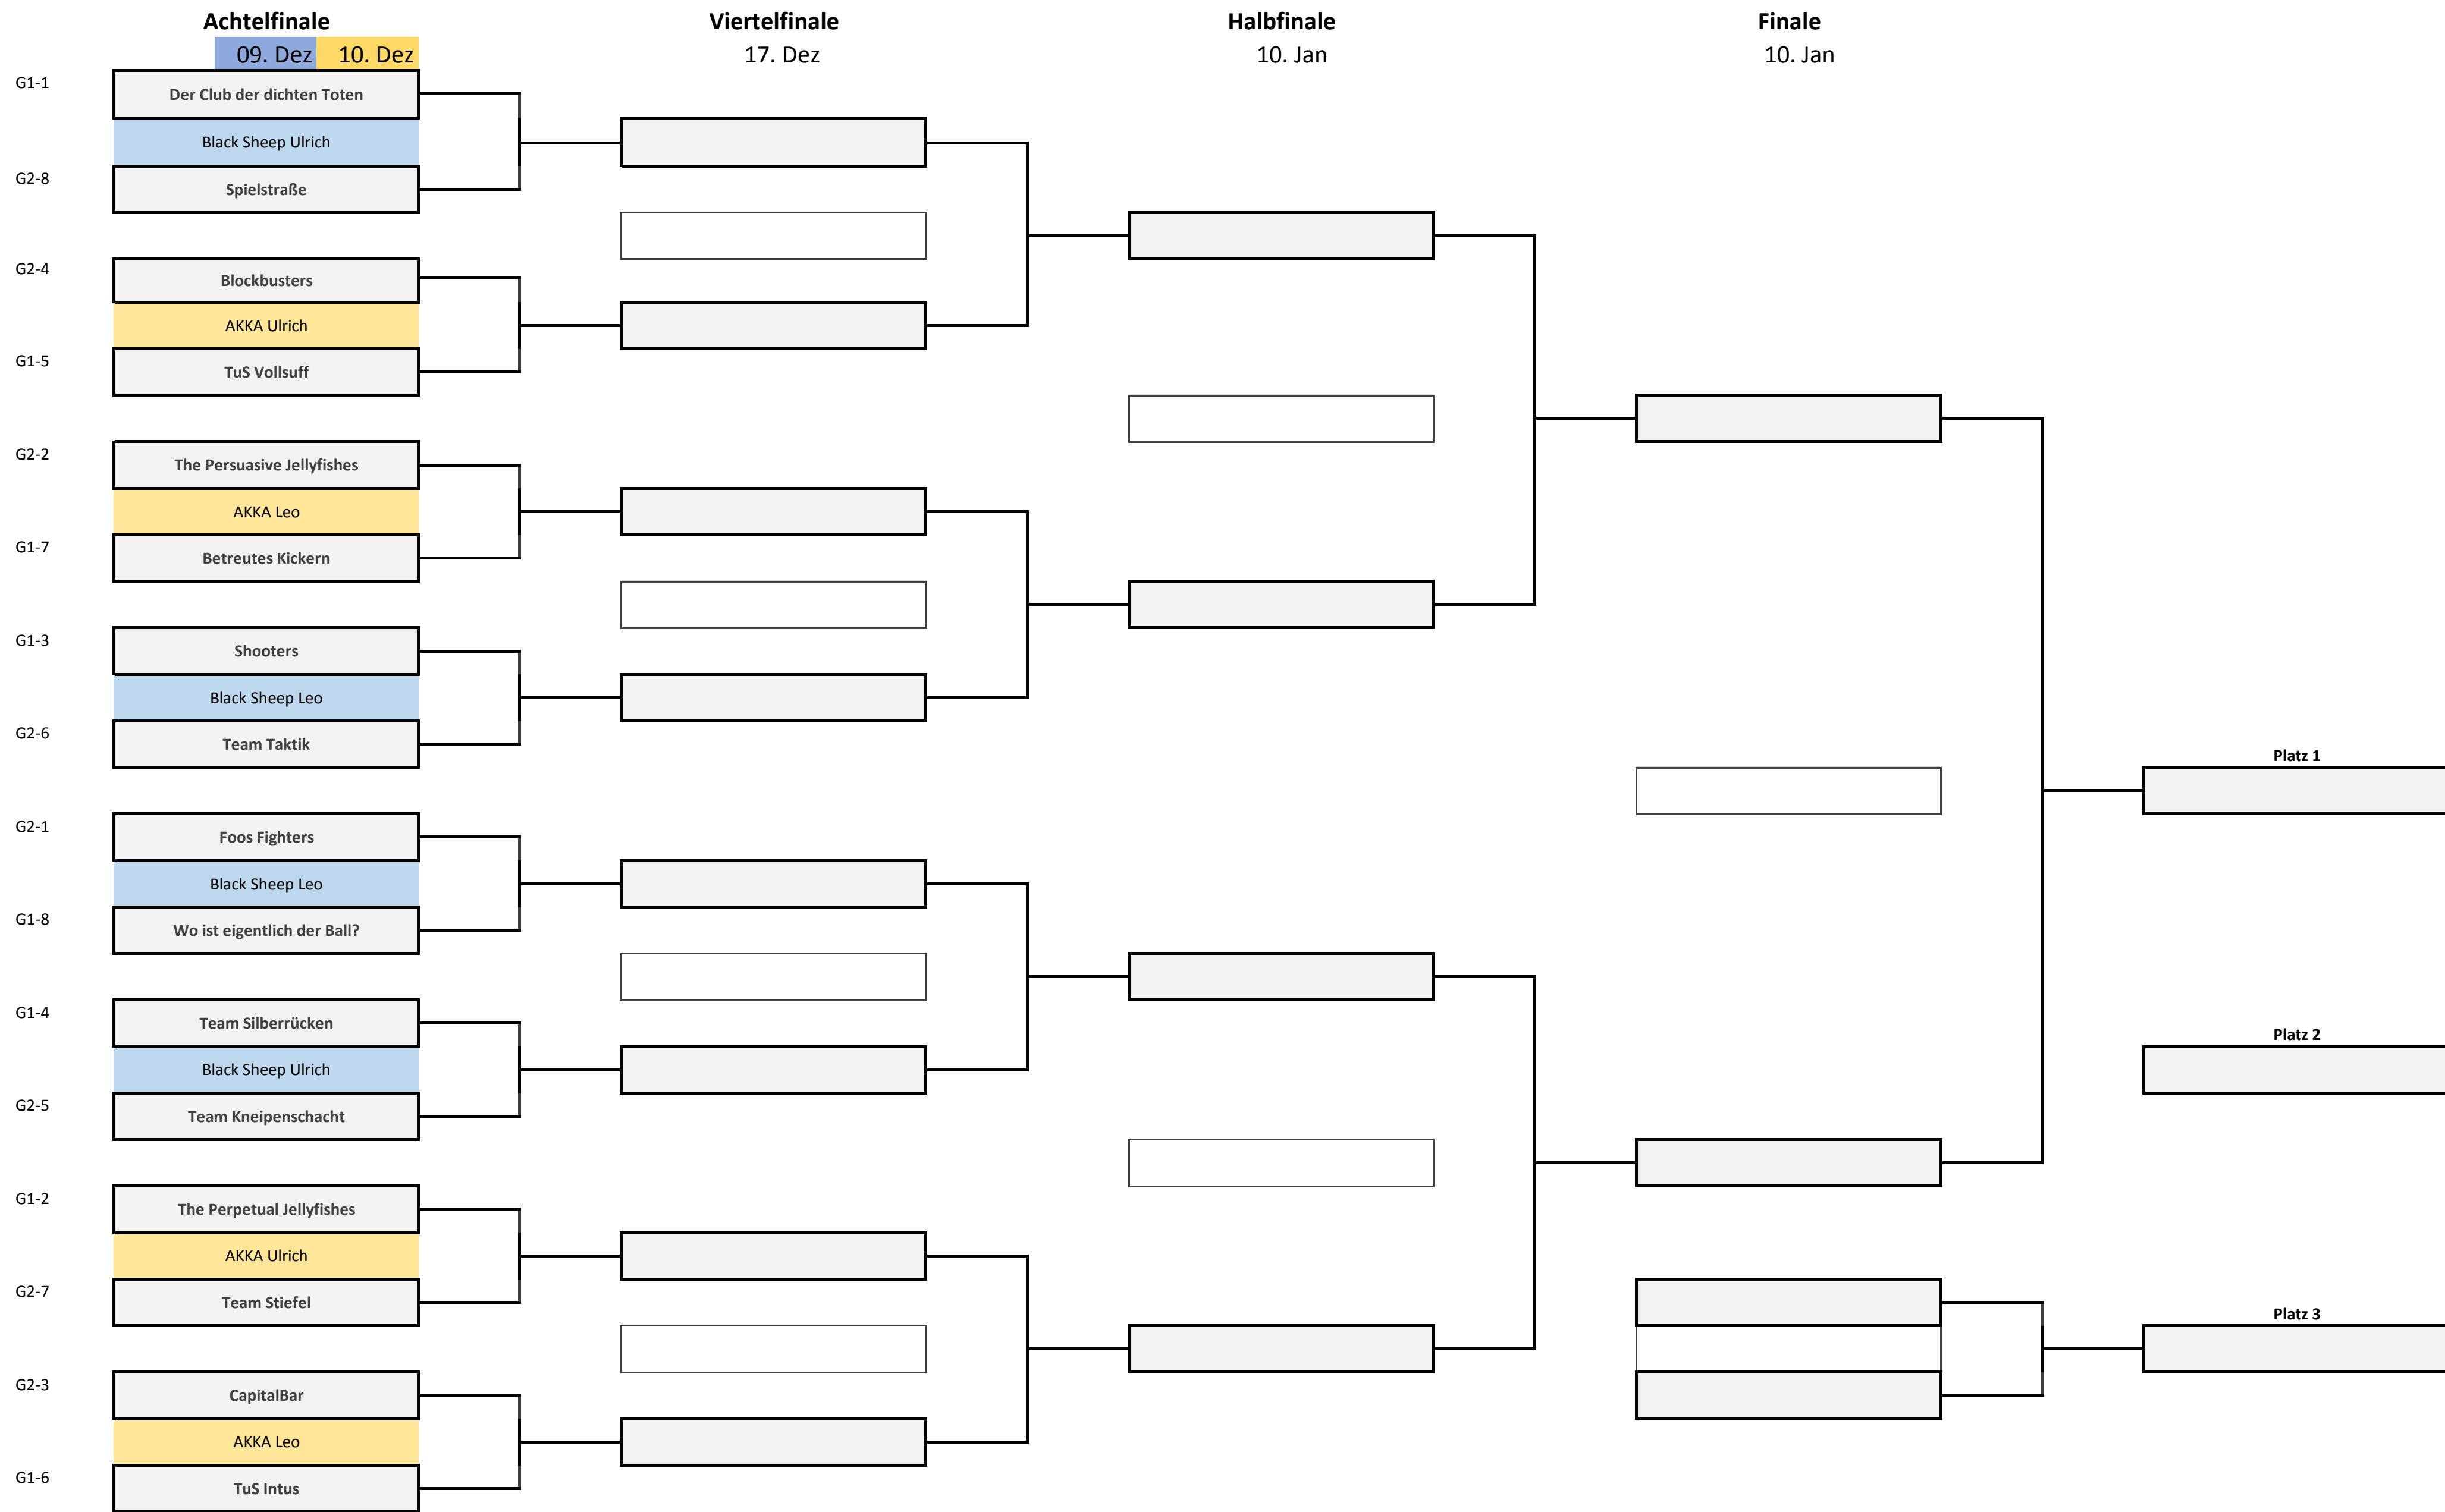 Achtelfinale Viertelfinale Halbfinale Finale
09. Dez 10. Dez 17. Dez 10. Jan 10. Jan
G1-1
Der Club der dichten Toten
Black Sheep Ulrich
G2-8
Spielstraße
G2-4
Blockbusters
AKKA Ulrich
G1-5
TuS Vollsuff
G2-2
The Persuasive Jellyfishes
AKKA Leo
G1-7
Betreutes Kickern
G1-3
Shooters
Black Sheep Leo
G2-6
Team Taktik
Platz 1
G2-1
Foos Fighters
Black Sheep Leo
G1-8
Wo ist eigentlich der Ball?
G1-4
Team Silberrücken
Platz 2
Black Sheep Ulrich
G2-5
Team Kneipenschacht
G1-2
The Perpetual Jellyfishes
AKKA Ulrich
G2-7
Team Stiefel
Platz 3
G2-3
CapitalBar
AKKA Leo
G1-6
TuS Intus